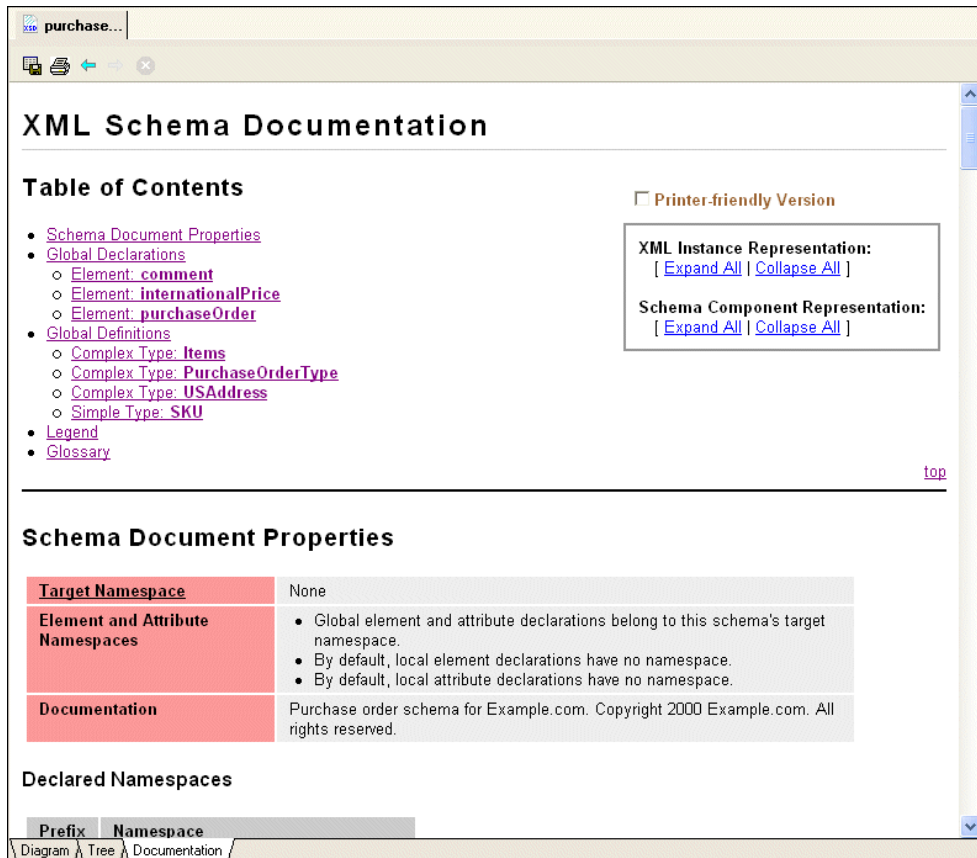 XSD purchase...
XML Schema Documentation
Table of Contents
Printer-friendly Version
Schema Document Properties
Global Declarations
Element: comment
Element: internationalPrice
Element: purchaseOrder
Global Definitions
Complex Type: Items
Complex Type: PurchaseOrderType
Complex Type: USAddress
Simple Type: SKU
Legend
Glossary
XML Instance Representation:
[ Expand All | Collapse All ]
Schema Component Representation:
[ Expand All | Collapse All ]
top
Schema Document Properties
Target Namespace None
Element and Attribute Namespaces
Global element and attribute declarations belong to this schema's target
namespace.
By default, local element declarations have no namespace.
By default, local attribute declarations have no namespace.
Documentation Purchase order schema for Example.com. Copyright 2000 Example.com. All
rights reserved.
Declared Namespaces
Prefix Namespace
Diagram Tree Documentation